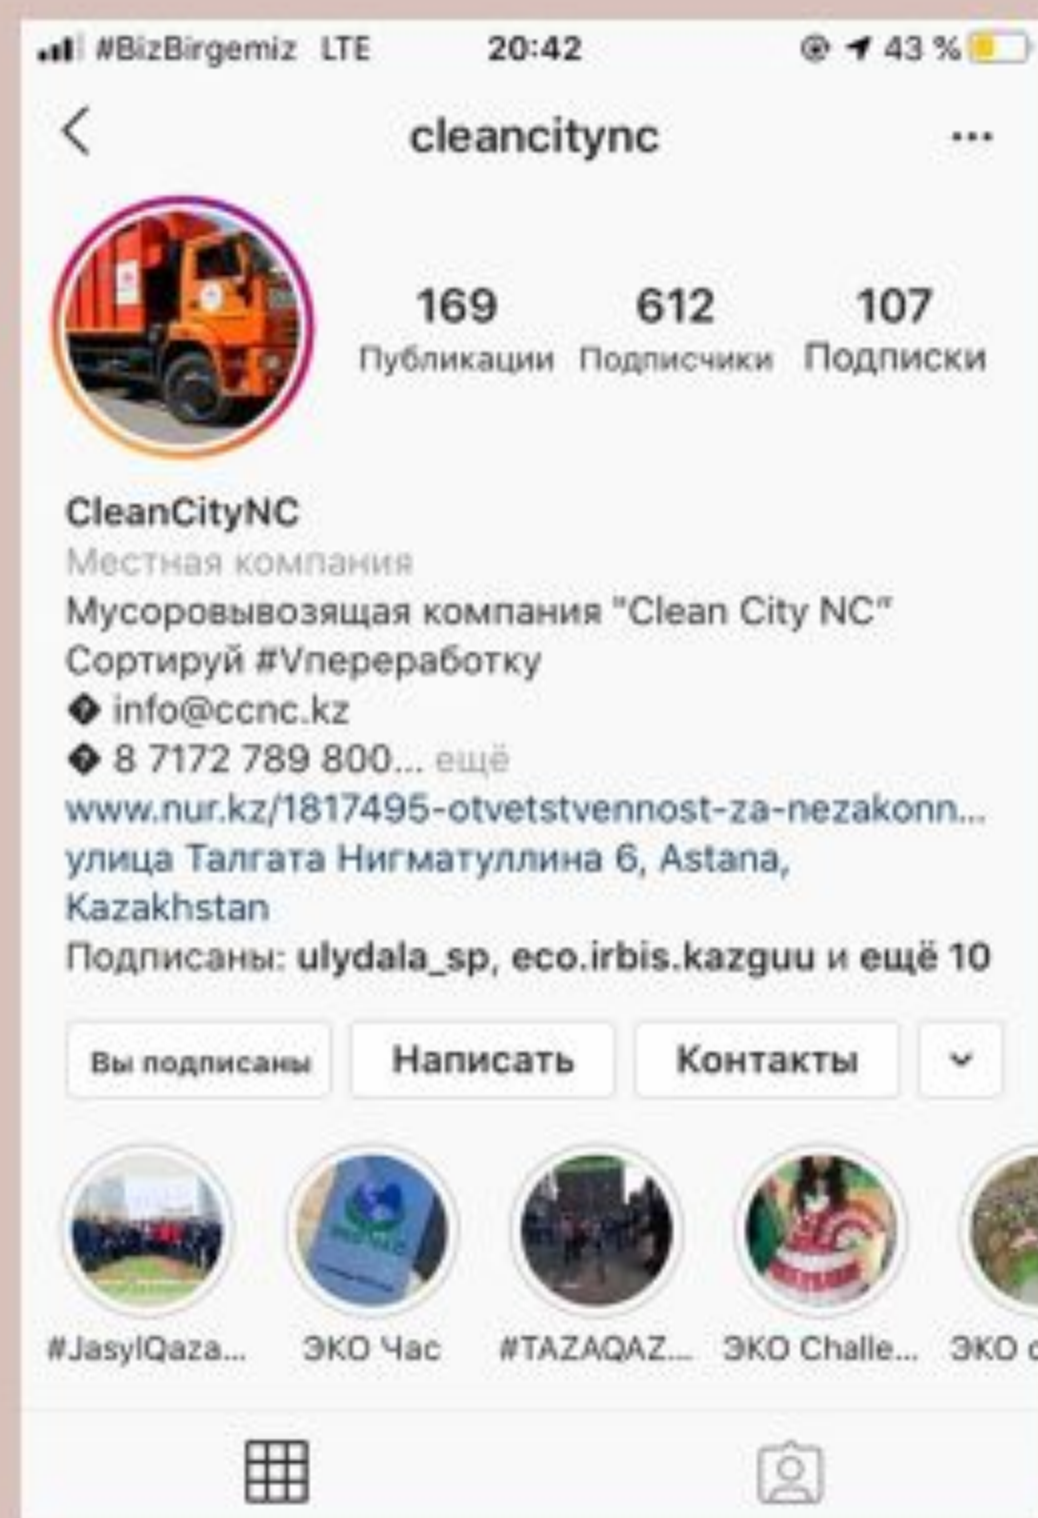 #BizBirgemiz LTE 20:42 43 %
cleancitync
169 612 107
Публикации Подписчики Подписки
CleanCityNC
Местная компания
Мусоровывозящая компания "Clean City NC"
Сортируй #Vпереработку
info@ccnc.kz
8 7172 789 800... ещё
www.nur.kz/1817495-otvetstvennost-za-nezakonn...
улица Талгата Нигматуллина 6, Astana,
Kazakhstan
Подписаны: ulydala_sp, eco.irbis.kazguu и ещё 10
Вы подписаны Написать Контакты
#JasylQaza... ЭКО Час #TAZAQAZ... ЭКО Challe... ЭКО